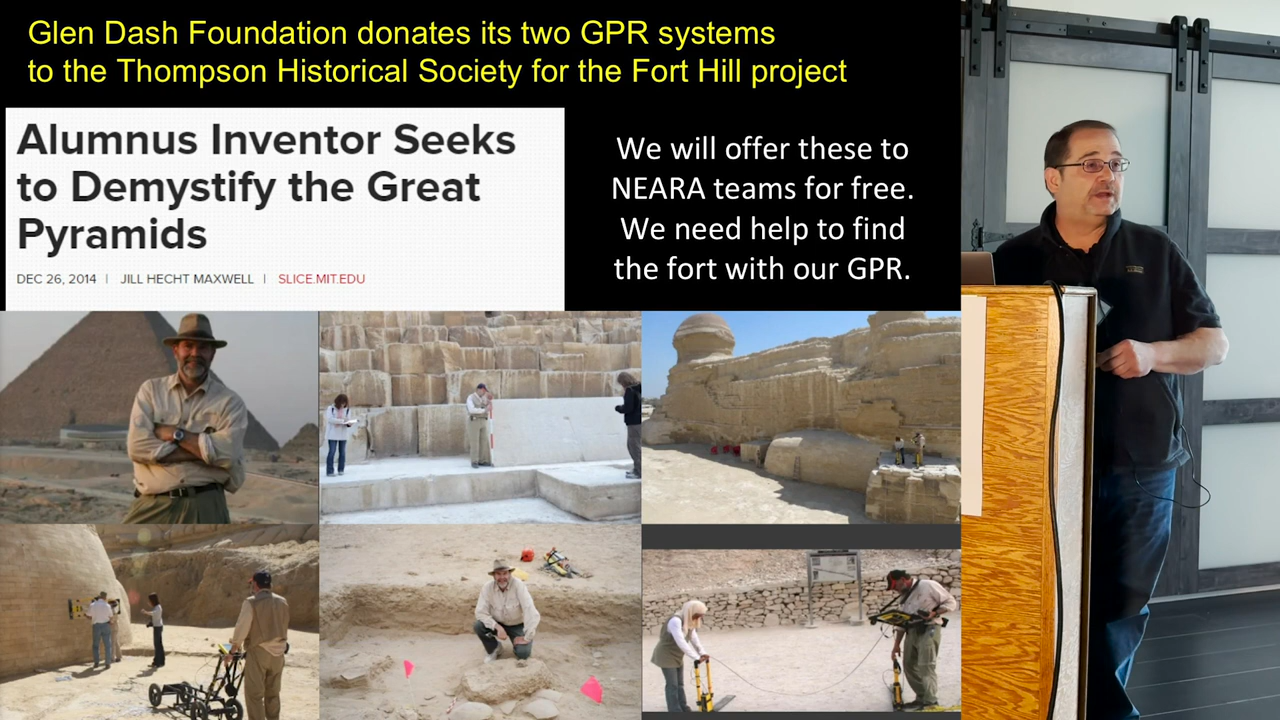 Glen Dash Foundation donates its two GPR systems
to the Thompson Historical Society for the Fort Hill project
Alumnus Inventor Seeks
to Demystify the Great
Pyramids
DEC 26, 2014 | JILL HECHT MAXWELL | SLICE.MIT.EDU
We will offer these to
NEARA teams for free.
We need help to find
the fort with our GPR.